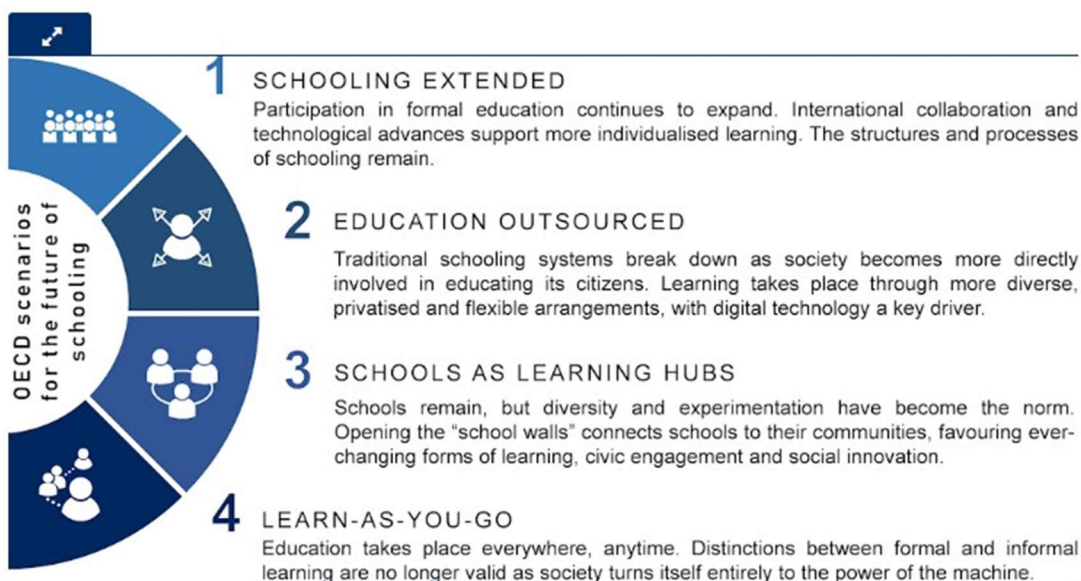 OECD scenarios
for the future of
schooling
1
SCHOOLING EXTENDED
Participation in formal education continues to expand. International collaboration and
technological advances support more individualised learning. The structures and processes
of schooling remain.
2
EDUCATION OUTSOURCED
Traditional schooling systems break down as society becomes more directly
involved in educating its citizens. Learning takes place through more diverse,
privatised and flexible arrangements, with digital technology a key driver.
3
SCHOOLS AS LEARNING HUBS
Schools remain, but diversity and experimentation have become the norm.
Opening the “school walls” connects schools to their communities, favouring ever-
changing forms of learning, civic engagement and social innovation.
4
LEARN-AS-YOU-GO
Education takes place everywhere, anytime. Distinctions between formal and informal
learning are no longer valid as society turns itself entirely to the power of the machine.